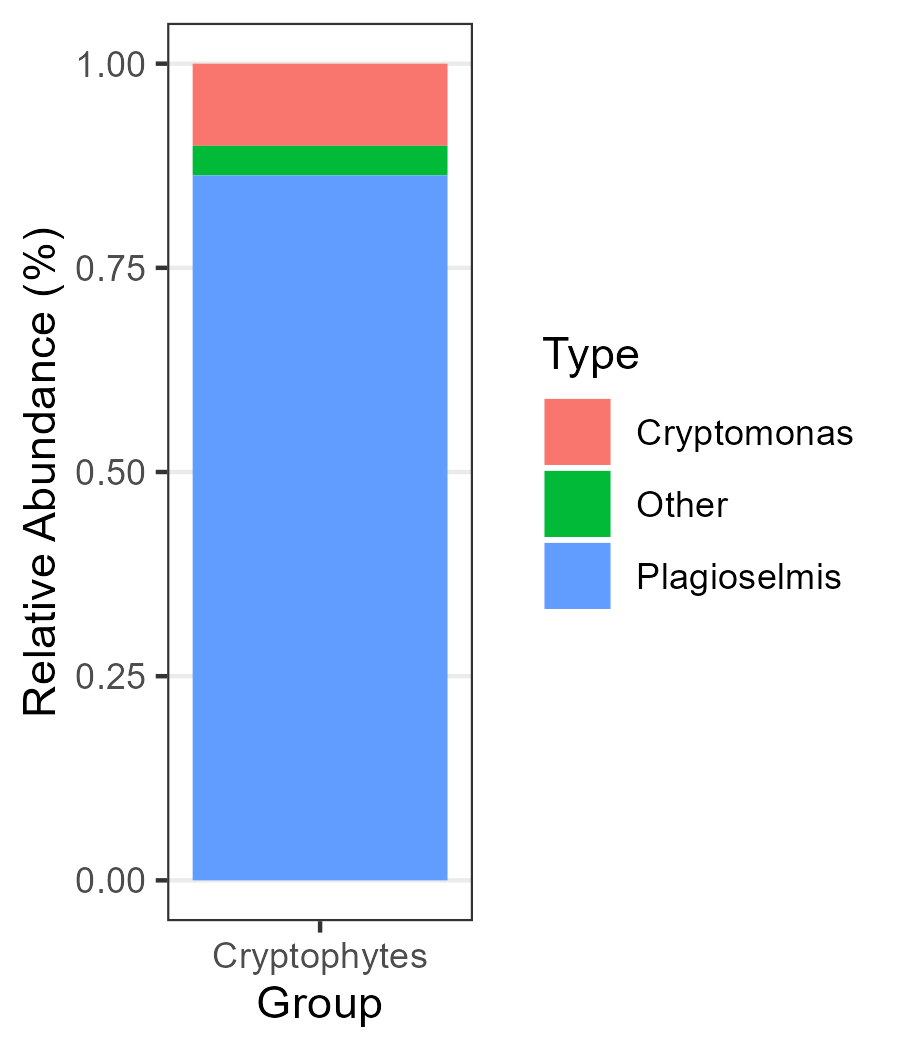 Relative Abundance (%)
1.00
0.75
0.50
0.25
0.00
Cryptophytes
Group
Type
Cryptomonas
Other
Plagioselmis